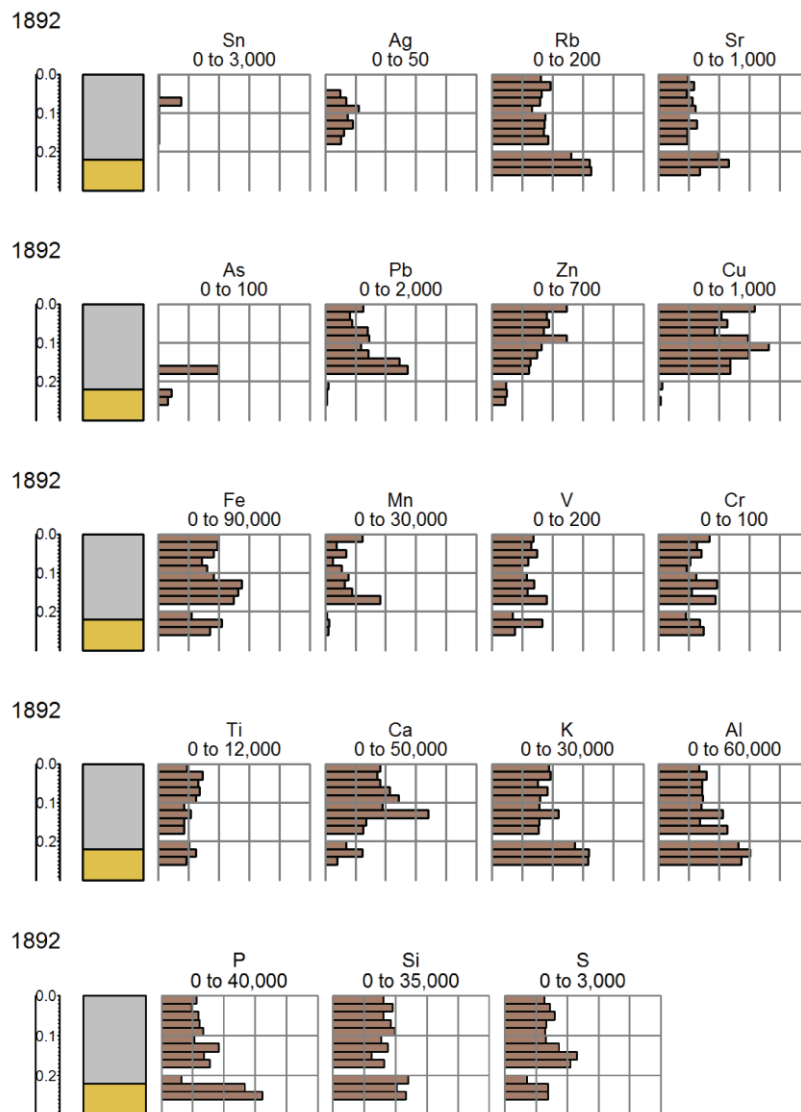 1892
Sn Ag Rb Sr
0 to 3,000 0 to 50 0 to 200 0 to 1,000
0.0
0.1
0.2
1892
As Pb Zn Cu
0 to 100 0 to 2,000 0 to 700 0 to 1,000
0.0
0.1
0.2
1892
Fe Mn V Cr
0 to 90,000 0 to 30,000 0 to 200 0 to 100
0.0
0.1
0.2
1892
Ti Ca K Al
0 to 12,000 0 to 50,000 0 to 30,000 0 to 60,000
0.0
0.1
0.2
1892
P Si S
0 to 40,000 0 to 35,000 0 to 3,000
0.0
0.1
0.2